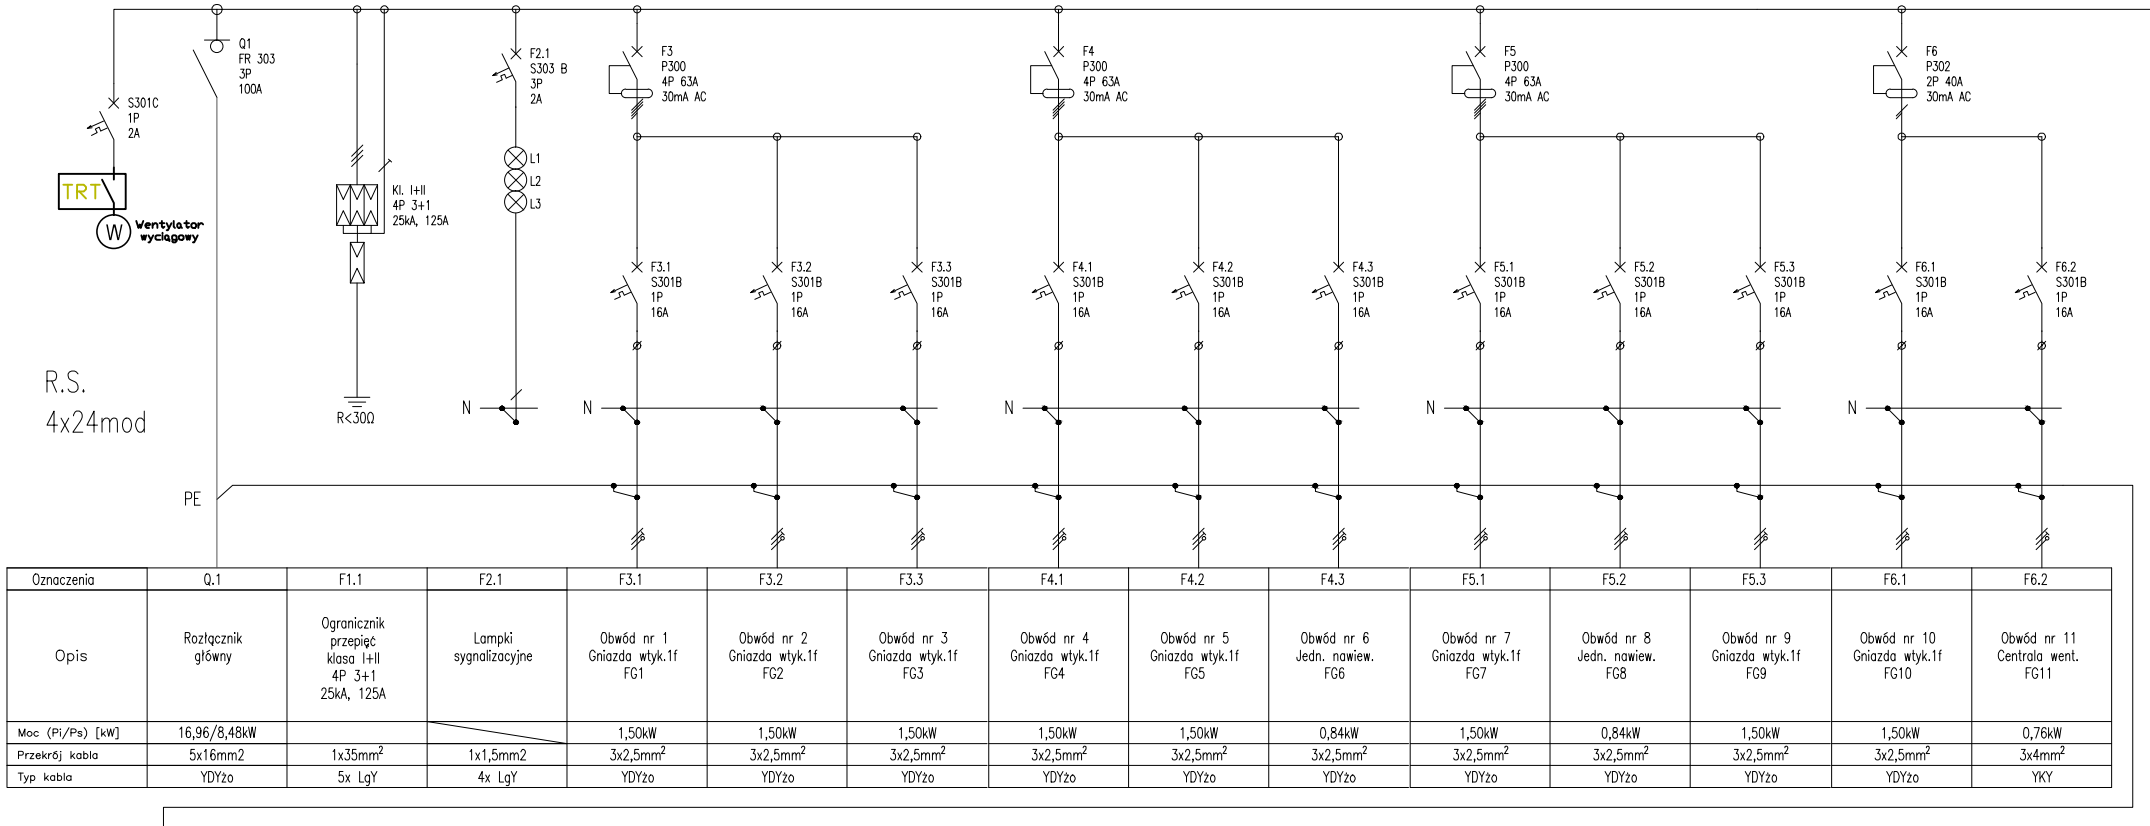 Q1
FR 303
3P
100A
S301C
1P
2A
TRT
W
Wentylator
wyciągowy
Kl. I+II
4P 3+1
25kA, 125A
R<30Ω
F2.1
S303 B
3P
2A
L1
L2
L3
N
F3
P300
4P 63A
30mA AC
F3.1
S301B
1P
16A
F3.2
S301B
1P
16A
F3.3
S301B
1P
16A
N
F4
P300
4P 63A
30mA AC
F4.1
S301B
1P
16A
F4.2
S301B
1P
16A
F4.3
S301B
1P
16A
N
F5
P300
4P 63A
30mA AC
F5.1
S301B
1P
16A
F5.2
S301B
1P
16A
F5.3
S301B
1P
16A
N
F6
P302
2P 40A
30mA AC
F6.1
S301B
1P
16A
F6.2
S301B
1P
16A
N
R.S.
4x24mod
PE
Oznaczenia Q.1 F1.1 F2.1 F3.1 F3.2 F3.3 F4.1 F4.2 F4.3 F5.1 F5.2 F5.3 F6.1 F6.2
Opis
Rozłącznik
główny
Ogranicznik
przepięć
klasa I+II
4P 3+1
25kA, 125A
Lampki
sygnalizacyjne
Obwód nr 1
Gniazda wtyk.1f
FG1
Obwód nr 2
Gniazda wtyk.1f
FG2
Obwód nr 3
Gniazda wtyk.1f
FG3
Obwód nr 4
Gniazda wtyk.1f
FG4
Obwód nr 5
Gniazda wtyk.1f
FG5
Obwód nr 6
Jedn. nawiew.
FG6
Obwód nr 7
Gniazda wtyk.1f
FG7
Obwód nr 8
Jedn. nawiew.
FG8
Obwód nr 9
Gniazda wtyk.1f
FG9
Obwód nr 10
Gniazda wtyk.1f
FG10
Obwód nr 11
Centrala went.
FG11
Moc (Pi/Ps) [kW] 16,96/8,48kW 1,50kW 1,50kW 1,50kW 1,50kW 1,50kW 0,84kW 1,50kW 0,84kW 1,50kW 1,50kW 0,76kW
Przekrój kabla 5x16mm2 1x35mm² 1x1,5mm2 3x2,5mm² 3x2,5mm² 3x2,5mm² 3x2,5mm² 3x2,5mm² 3x2,5mm² 3x2,5mm² 3x2,5mm² 3x2,5mm² 3x2,5mm² 3x4mm²
Typ kabla YDYżo 5x LgY 4x LgY YDYżo YDYżo YDYżo YDYżo YDYżo YDYżo YDYżo YDYżo YDYżo YDYżo YKY